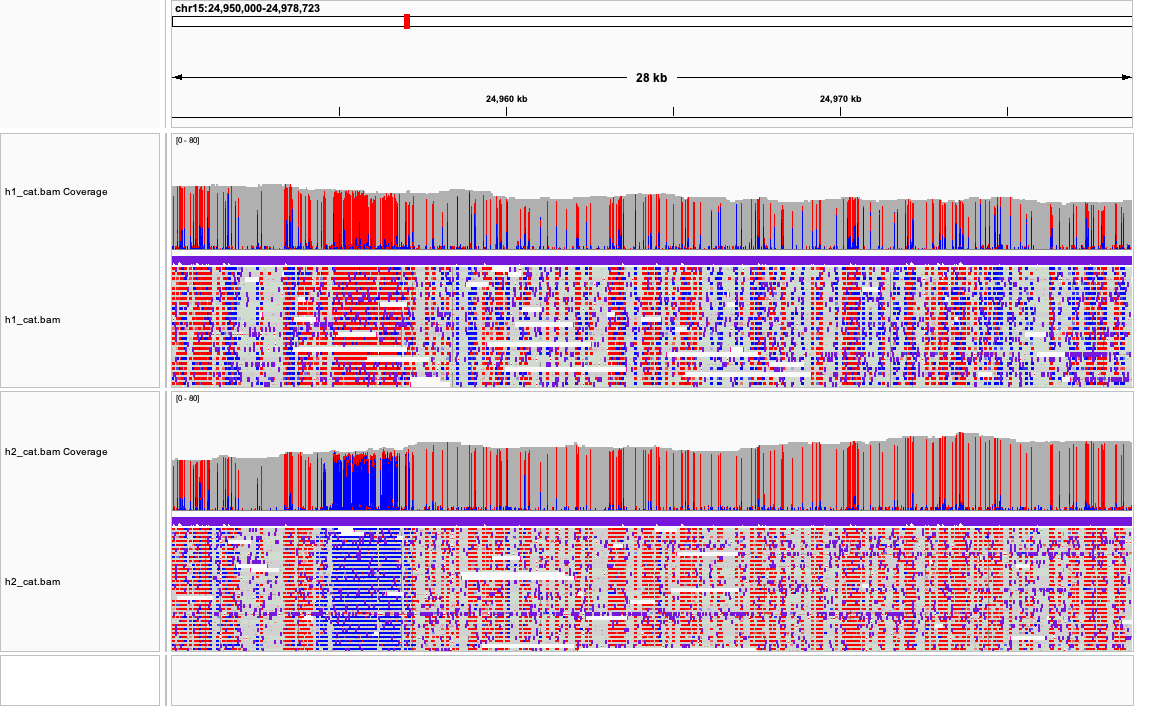 chr15:24,950,000-24,978,723
28 kb
24,960 kb
24,970 kb
[0 - 80]
h1_cat.bam Coverage
h1_cat.bam
[0 - 80]
h2_cat.bam Coverage
h2_cat.bam